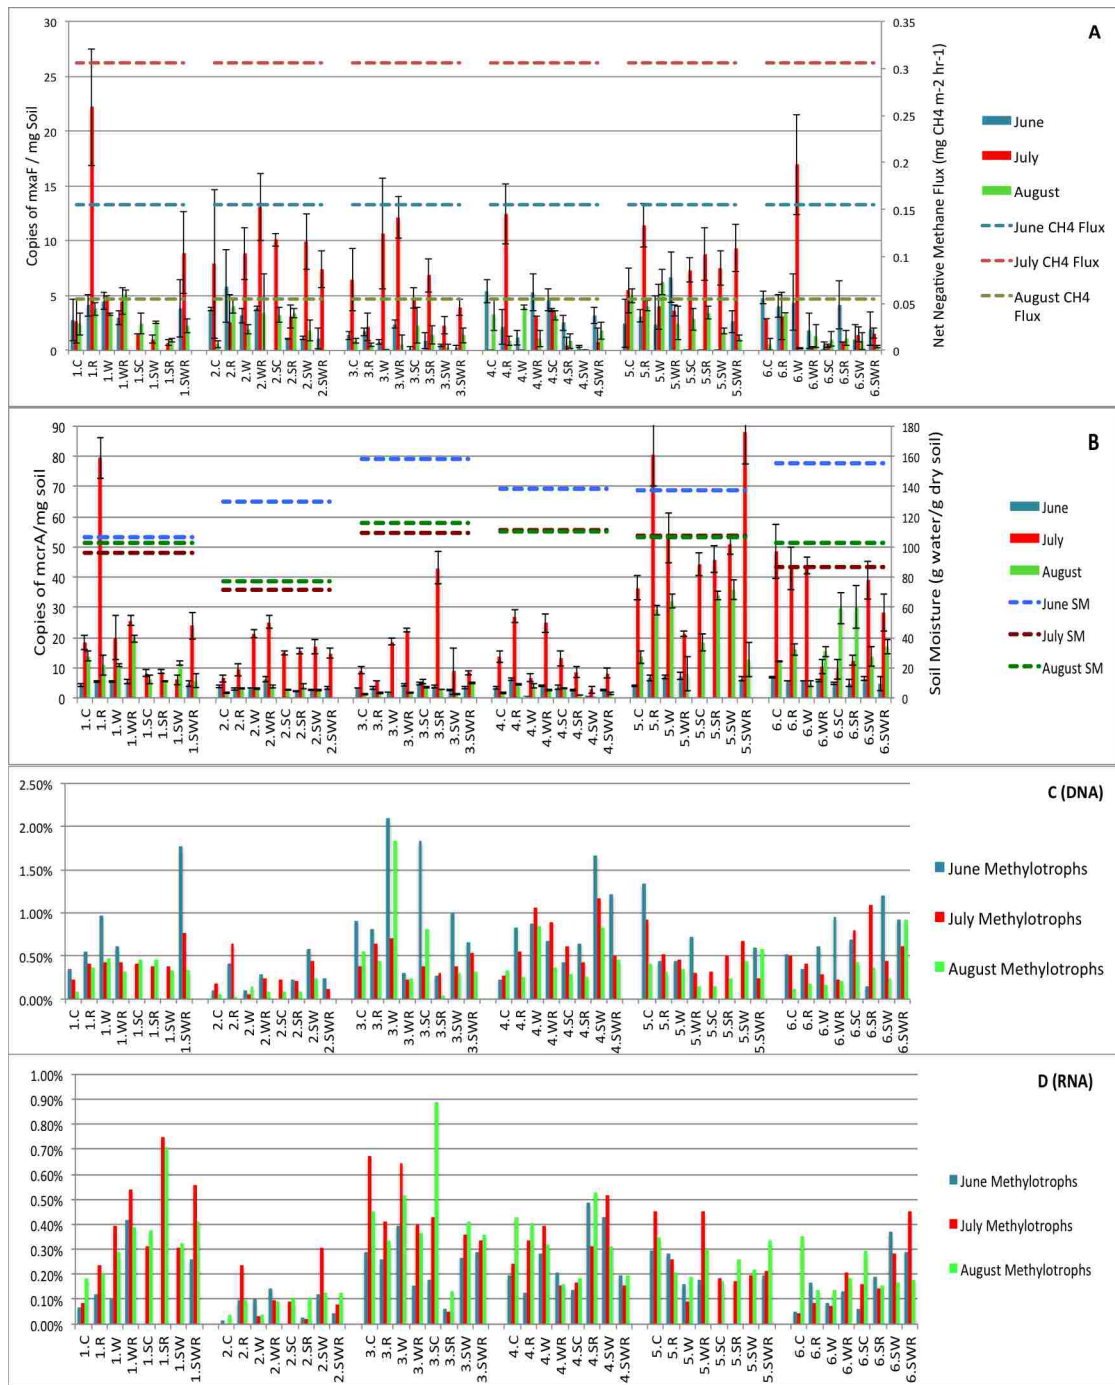 A
30
25
20
15
10
5
0
Copies of mxaF / mg Soil
0.35
0.3
0.25
0.2
0.15
0.1
0.05
0
Net Negative Methane Flux (mg CH4 m-2 hr-1)
June
July
August
June CH4 Flux
July CH4 Flux
August CH4
Flux
1.C 1.R 1.W 1.WR 1.SC 1.SW 1.SR 1.SWR 2.C 2.R 2.W 2.WR 2.SC 2.SR 2.SW 2.SWR 3.C 3.R 3.W 3.WR 3.SC 3.SR 3.SW 3.SWR 4.C 4.R 4.W 4.WR 4.SC 4.SR 4.SW 4.SWR 5.C 5.R 5.W 5.WR 5.SC 5.SR 5.SW 5.SWR 6.C 6.R 6.W 6.WR 6.SC 6.SR 6.SW 6.SWR
B
90
80
70
60
50
40
30
20
10
0
Copies of mcrA/mg soil
180
160
140
120
100
80
60
40
20
0
Soil Moisture (g water/g dry soil)
June
July
August
June SM
July SM
August SM
1.C 1.R 1.W 1.WR 1.SC 1.SR 1.SW 1.SWR 2.C 2.R 2.W 2.WR 2.SC 2.SR 2.SW 2.SWR 3.C 3.R 3.W 3.WR 3.SC 3.SR 3.SW 3.SWR 4.C 4.R 4.W 4.WR 4.SC 4.SR 4.SW 4.SWR 5.C 5.R 5.W 5.WR 5.SC 5.SR 5.SW 5.SWR 6.C 6.R 6.W 6.WR 6.SC 6.SR 6.SW 6.SWR
C (DNA)
2.50%
2.00%
1.50%
1.00%
0.50%
0.00%
June Methylotrophs
July Methylotrophs
August Methylotrophs
1.C 1.R 1.W 1.WR 1.SC 1.SR 1.SW 1.SWR 2.C 2.R 2.W 2.WR 2.SC 2.SR 2.SW 2.SWR 3.C 3.R 3.W 3.WR 3.SC 3.SR 3.SW 3.SWR 4.C 4.R 4.W 4.WR 4.SC 4.SR 4.SW 4.SWR 5.C 5.R 5.W 5.WR 5.SC 5.SR 5.SW 5.SWR 6.C 6.R 6.W 6.WR 6.SC 6.SR 6.SW 6.SWR
D (RNA)
1.00%
0.90%
0.80%
0.70%
0.60%
0.50%
0.40%
0.30%
0.20%
0.10%
0.00%
June Methylotrophs
July Methylotrophs
August Methylotrophs
1.C 1.R 1.W 1.WR 1.SC 1.SR 1.SW 1.SWR 2.C 2.R 2.W 2.WR 2.SC 2.SR 2.SW 2.SWR 3.C 3.R 3.W 3.WR 3.SC 3.SR 3.SW 3.SWR 4.C 4.R 4.W 4.WR 4.SC 4.SR 4.SW 4.SWR 5.C 5.R 5.W 5.WR 5.SC 5.SR 5.SW 5.SWR 6.C 6.R 6.W 6.WR 6.SC 6.SR 6.SW 6.SWR